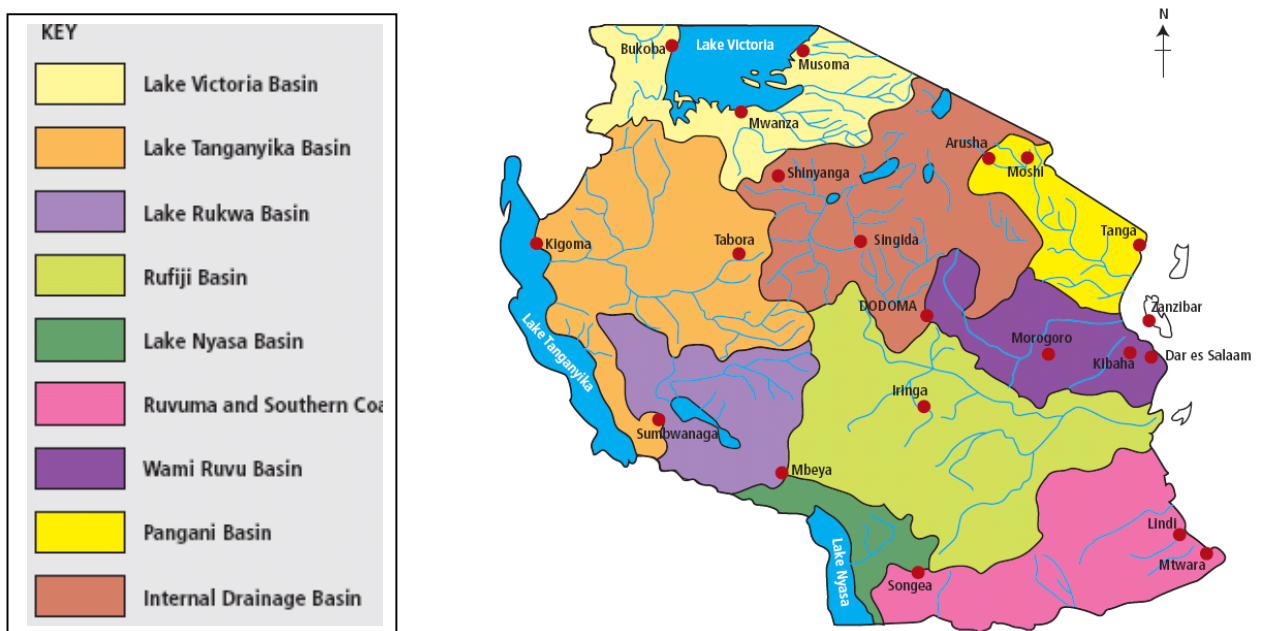 KEY
Lake Victoria Basin
Lake Tanganyika Basin
Lake Rukwa Basin
Rufiji Basin
Lake Nyasa Basin
Ruvuma and Southern Coa
Wami Ruvu Basin
Pangani Basin
Internal Drainage Basin
N
Bukoba
Lake Victoria
Musoma
Mwanza
Arusha
Moshi
Shinyanga
Kigoma
Tabora
Singida
Tanga
DODOMA
Zanzibar
Morogoro
Kibaha
Dar es Salaam
Lake Tanganyika
Iringa
Sumbwanaga
Mbeya
Lindi
Mtwara
Lake Nyasa
Songea